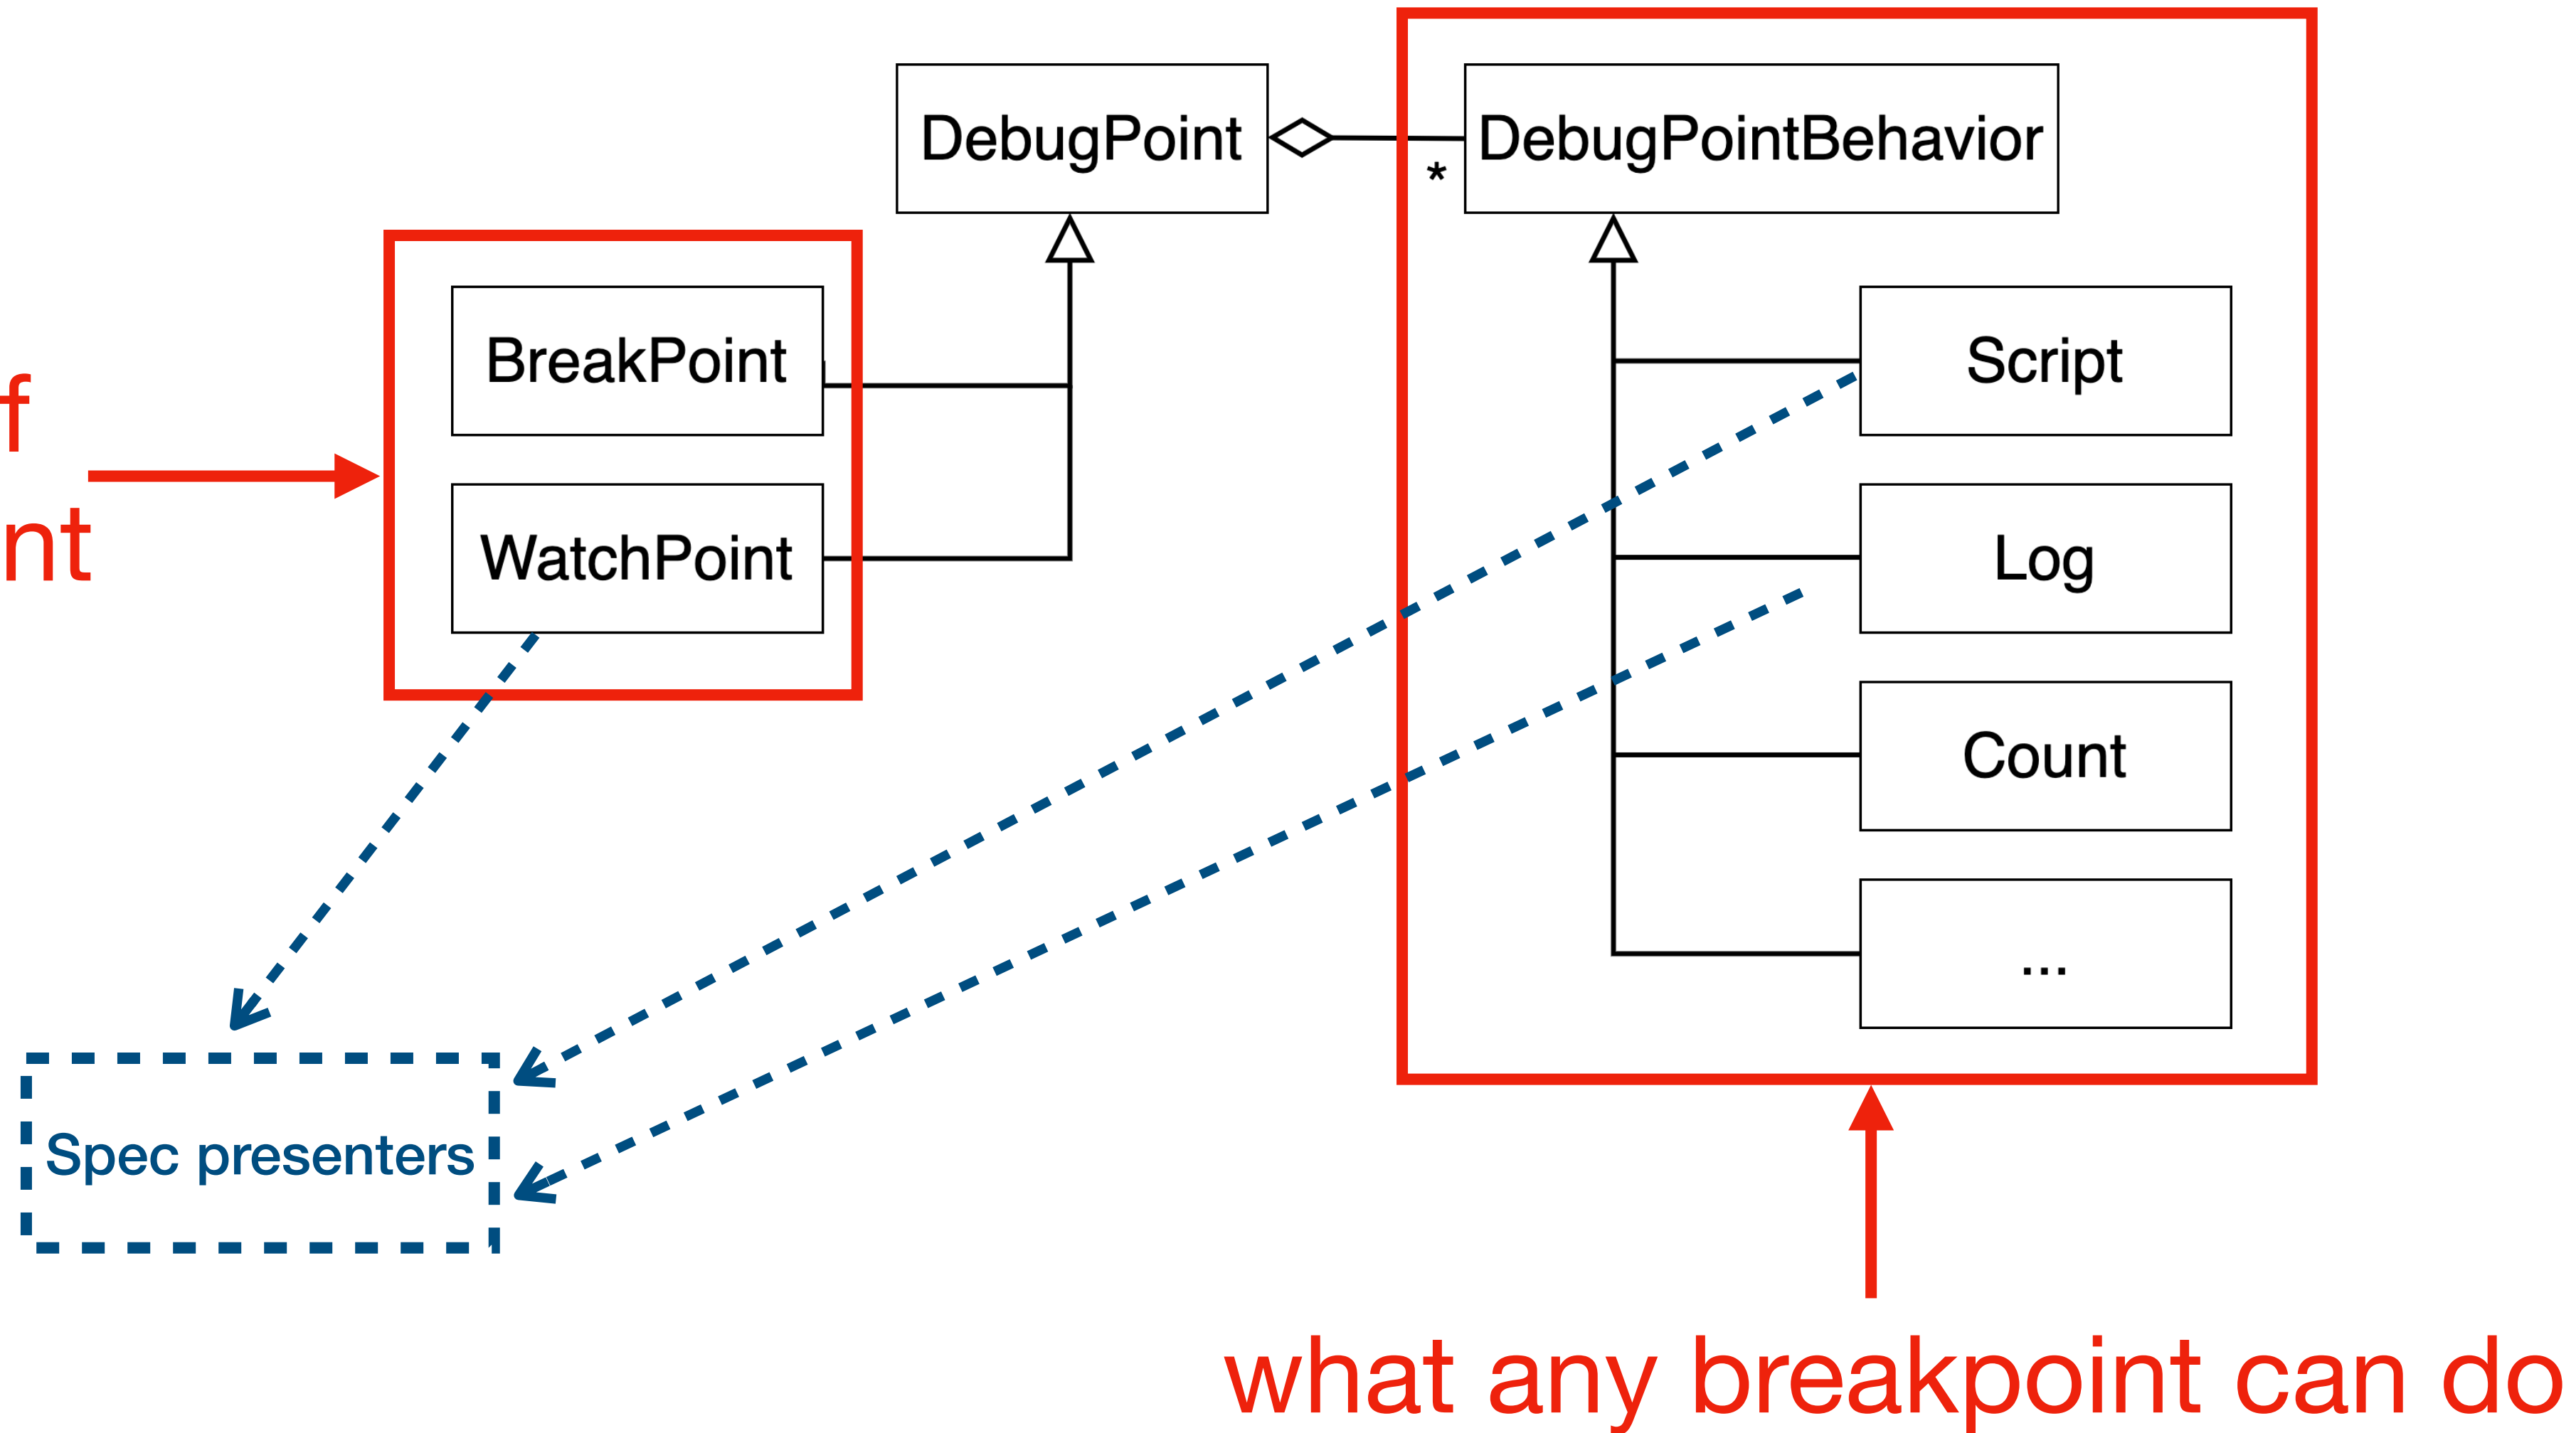 DebugPoint
DebugPointBehavior
*
BreakPoint
Script
f
WatchPoint
Log
nt
Count
...
Spec presenters
what any breakpoint can do